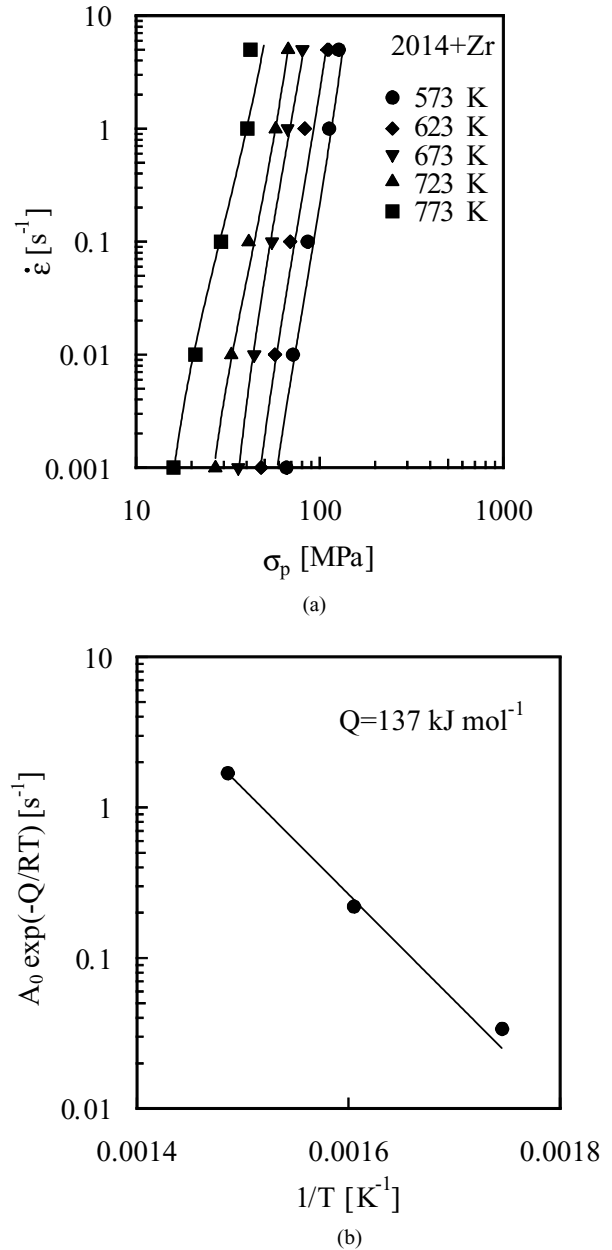 10
2014+Zr
573 K
623 K
673 K
723 K
773 K
1
0.1
0.01
0.001
ε̇ [s⁻¹]
10
100
1000
σₚ [MPa]
(a)
10
Q=137 kJ mol⁻¹
1
0.1
0.01
A₀ exp(-Q/RT) [s⁻¹]
0.0014
0.0016
0.0018
1/T [K⁻¹]
(b)